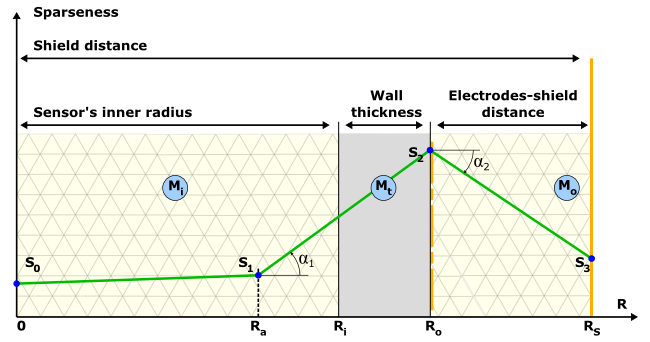 Sparseness
Shield distance
Sensor's inner radius
Wall
thickness
Electrodes-shield
distance
S2
α2
Mi
Mt
Mo
S0
S1
α1
S3
R
0
Ra
Ri
Ro
RS